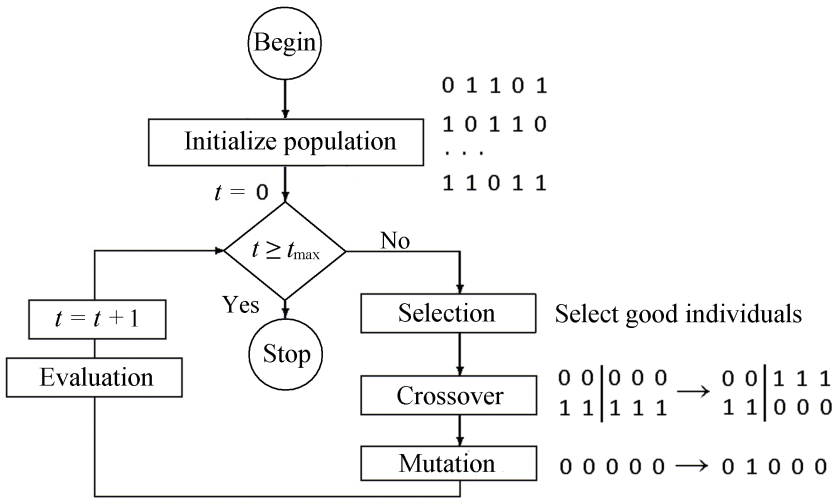 Begin
0 1 1 0 1
Initialize population
1 0 1 1 0
. . .
1 1 0 1 1
t = 0
t ≥ tmax
No
Yes
Selection
Select good individuals
t = t + 1
Stop
Evaluation
Crossover
0 0 | 0 0 0 → 0 0 | 1 1 1
1 1 | 1 1 1 1 1 | 0 0 0
Mutation
0 0 0 0 0 → 0 1 0 0 0